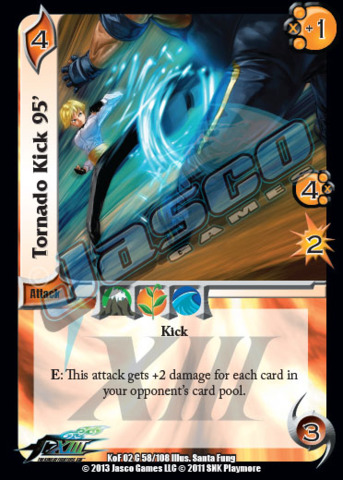 4
+1
Tornado Kick 95'
Jasco
GAMES
4
2
Attack
Kick
XIII
E: This attack gets +2 damage for each card in
your opponent's card pool.
XIII
3
KoF 02 C 58/108 Illus. Santa Fung
© 2013 Jasco Games LLC © 2011 SNK Playmore